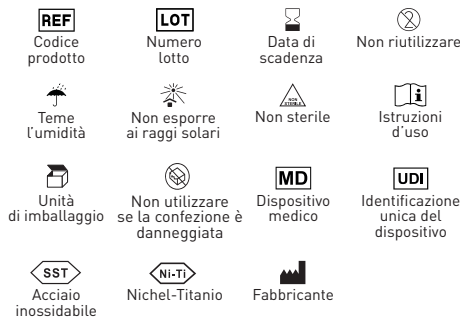 REF
LOT
2
Codice
prodotto
Numero
lotto
Data di
scadenza
Non riutilizzare
NON
STERILE
i
Teme
l'umidità
Non esporre
ai raggi solari
Non sterile
Istruzioni
d'uso
MD
UDI
Unità
di imballaggio
Non utilizzare
se la confezione è
danneggiata
Dispositivo
medico
Identificazione
unica del
dispositivo
SST
Ni-Ti
Acciaio
inossidabile
Nichel-Titanio
Fabbricante